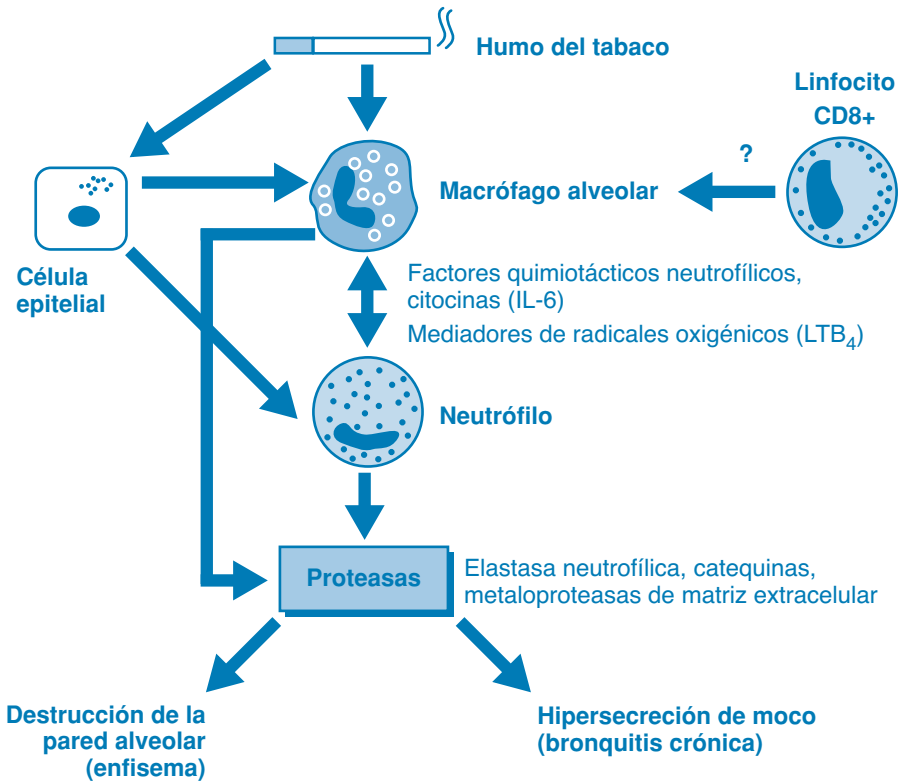 Humo del tabaco
Linfocito
CD8+
?
Macrófago alveolar
Célula
epitelial
Factores quimiotácticos neutrofílicos,
citocinas (IL-6)
Mediadores de radicales oxigénicos (LTB₄)
Neutrófilo
Proteasas
Elastasa neutrofílica, catequinas,
metaloproteasas de matriz extracelular
Destrucción de la
pared alveolar
(enfisema)
Hipersecreción de moco
(bronquitis crónica)